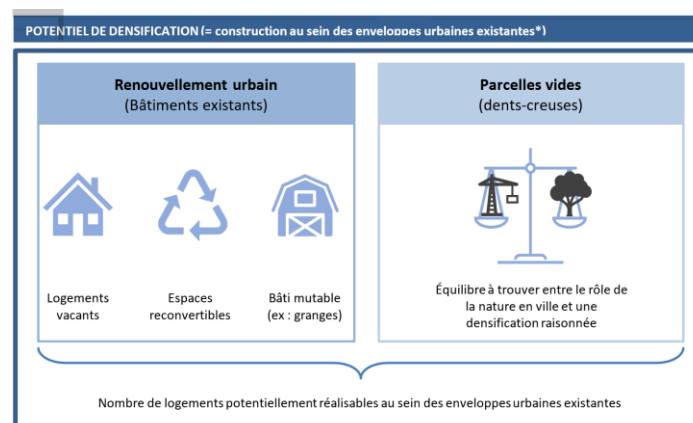 POTENTIEL DE DENSIFICATION (= construction au sein des enveloppes urbaines existantes*)
Renouvellement urbain
(Bâtiments existants)
Logements
vacants
Espaces
reconvertibles
Bâti mutable
(ex : granges)
Parcelles vides
(dents-creuses)
Équilibre à trouver entre le rôle de
la nature en ville et une
densification raisonnée
Nombre de logements potentiellement réalisables au sein des enveloppes urbaines existantes